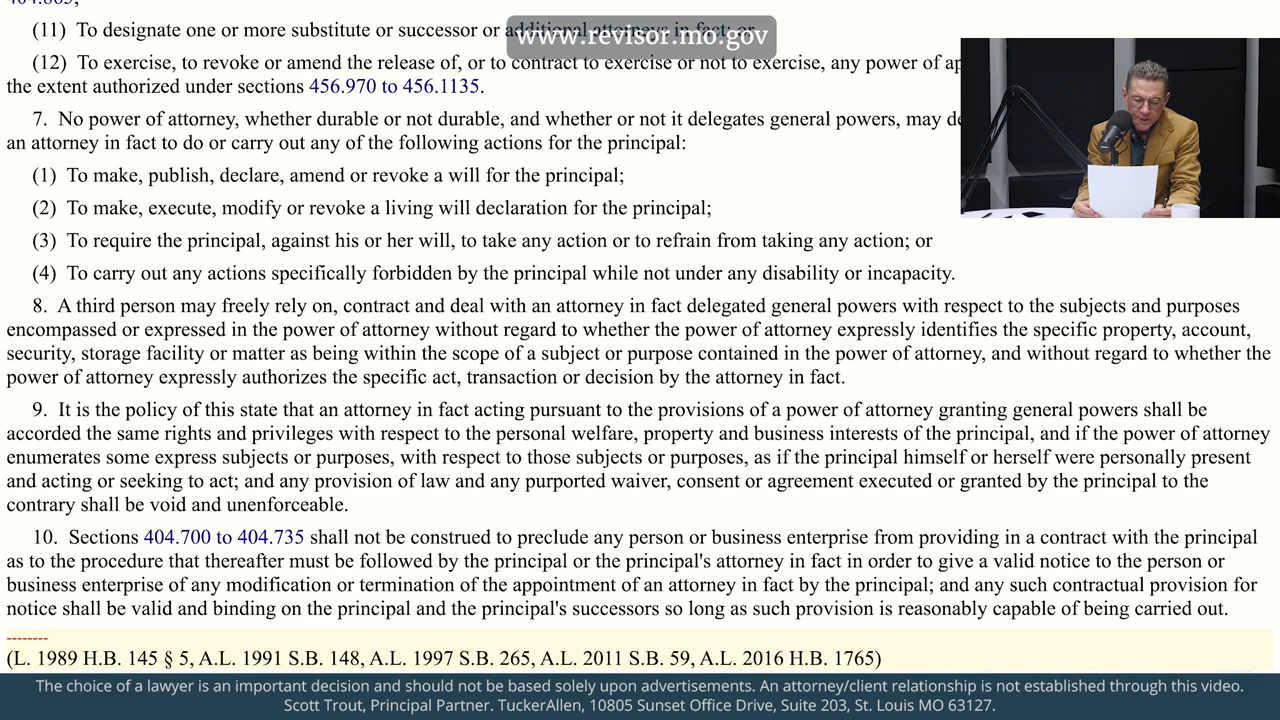 404.865;
(11)  To designate one or more substitute or successor or additional attorneys in fact; or
www.revisor.mo.gov
(12)  To exercise, to revoke or amend the release of, or to contract to exercise or not to exercise, any power of
the extent authorized under sections 456.970 to 456.1135.
7.  No power of attorney, whether durable or not durable, and whether or not it delegates general powers, may
an attorney in fact to do or carry out any of the following actions for the principal:
(1)  To make, publish, declare, amend or revoke a will for the principal;
(2)  To make, execute, modify or revoke a living will declaration for the principal;
(3)  To require the principal, against his or her will, to take any action or to refrain from taking any action; or
(4)  To carry out any actions specifically forbidden by the principal while not under any disability or incapacity.
8.  A third person may freely rely on, contract and deal with an attorney in fact delegated general powers with respect to the subjects and purposes
encompassed or expressed in the power of attorney without regard to whether the power of attorney expressly identifies the specific property, account,
security, storage facility or matter as being within the scope of a subject or purpose contained in the power of attorney, and without regard to whether the
power of attorney expressly authorizes the specific act, transaction or decision by the attorney in fact.
9.  It is the policy of this state that an attorney in fact acting pursuant to the provisions of a power of attorney granting general powers shall be
accorded the same rights and privileges with respect to the personal welfare, property and business interests of the principal, and if the power of attorney
enumerates some express subjects or purposes, with respect to those subjects or purposes, as if the principal himself or herself were personally present
and acting or seeking to act; and any provision of law and any purported waiver, consent or agreement executed or granted by the principal to the
contrary shall be void and unenforceable.
10.  Sections 404.700 to 404.735 shall not be construed to preclude any person or business enterprise from providing in a contract with the principal
as to the procedure that thereafter must be followed by the principal or the principal's attorney in fact in order to give a valid notice to the person or
business enterprise of any modification or termination of the appointment of an attorney in fact by the principal; and any such contractual provision for
notice shall be valid and binding on the principal and the principal's successors so long as such provision is reasonably capable of being carried out.
--------
(L. 1989 H.B. 145 § 5, A.L. 1991 S.B. 148, A.L. 1997 S.B. 265, A.L. 2011 S.B. 59, A.L. 2016 H.B. 1765)
The choice of a lawyer is an important decision and should not be based solely upon advertisements. An attorney/client relationship is not established through this video.
Scott Trout, Principal Partner. TuckerAllen, 10805 Sunset Office Drive, Suite 203, St. Louis MO 63127.